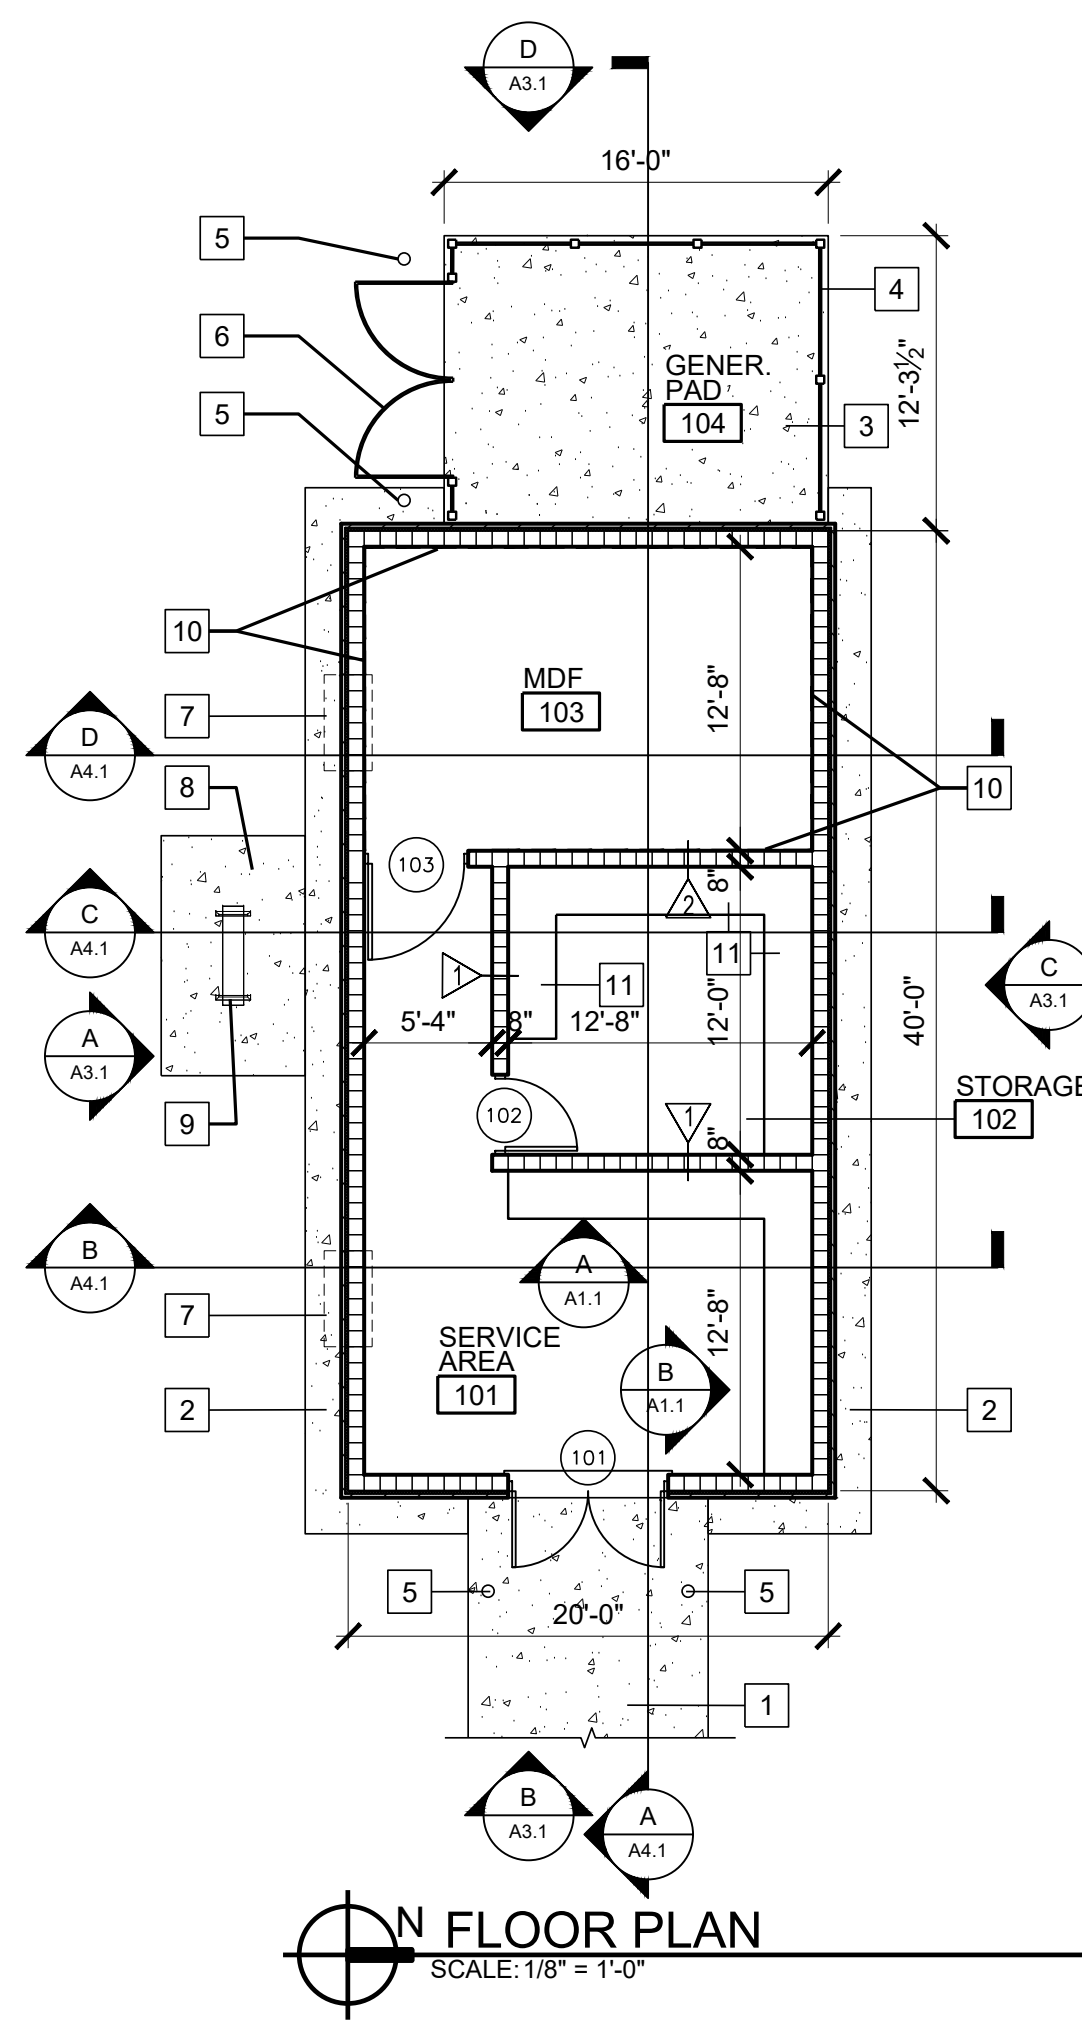 D
A3.1
16'-0"
5
4
6
GENER.
PAD
104
12'-3½"
5
3
10
MDF
103
12'-8"
7
D
A4.1
8
10
103
8"
2
C
A4.1
11
1
11
C
A3.1
5'-4"
8"
12'-8"
12'-0"
40'-0"
A
A3.1
STORAGE
102
102
1
9
8"
B
A4.1
A
A1.1
7
SERVICE
AREA
101
12'-8"
B
A1.1
2
2
101
5
5
20'-0"
1
B
A3.1
A
A4.1
N
FLOOR PLAN
SCALE: 1/8" = 1'-0"